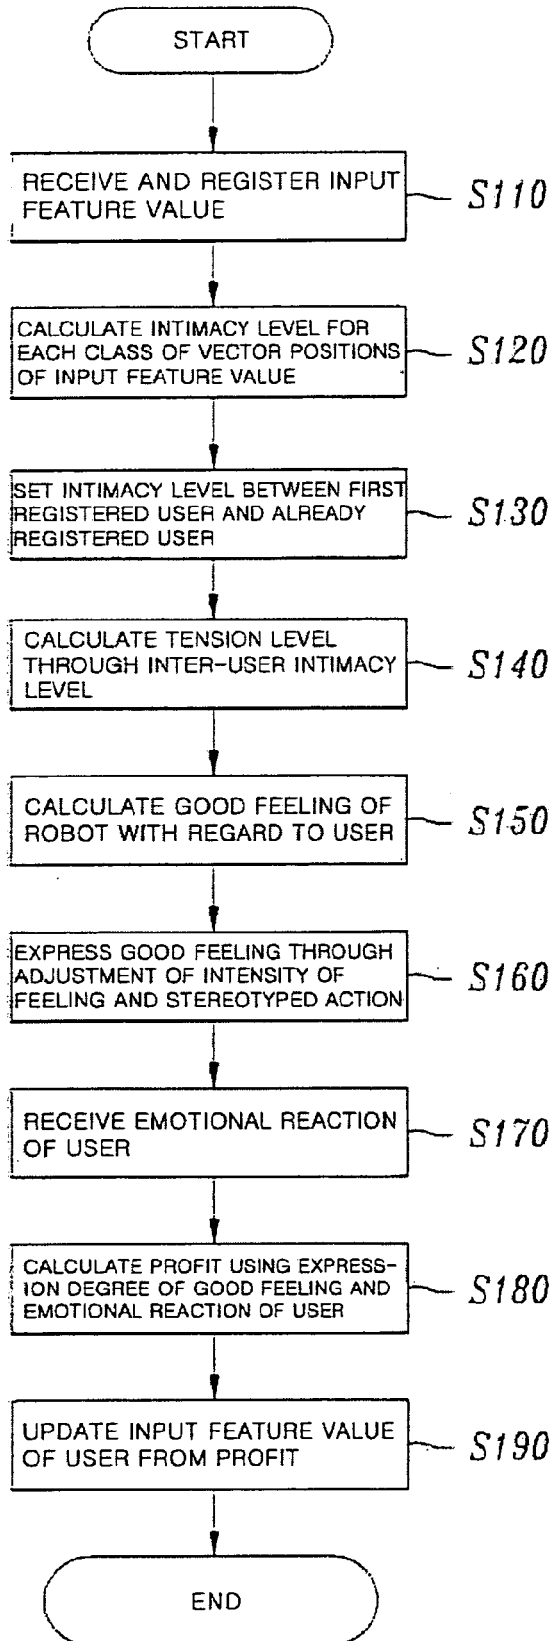 START
RECEIVE AND REGISTER INPUT
FEATURE VALUE
S110
CALCULATE INTIMACY LEVEL FOR
EACH CLASS OF VECTOR POSITIONS
OF INPUT FEATURE VALUE
S120
SET INTIMACY LEVEL BETWEEN FIRST
REGISTERED USER AND ALREADY
REGISTERED USER
S130
CALCULATE TENSION LEVEL
THROUGH INTER-USER INTIMACY
LEVEL
S140
CALCULATE GOOD FEELING OF
ROBOT WITH REGARD TO USER
S150
EXPRESS GOOD FEELING THROUGH
ADJUSTMENT OF INTENSITY OF
FEELING AND STEREOTYPED ACTION
S160
RECEIVE EMOTIONAL REACTION
OF USER
S170
CALCULATE PROFIT USING EXPRESS-
ION DEGREE OF GOOD FEELING AND
EMOTIONAL REACTION OF USER
S180
UPDATE INPUT FEATURE VALUE
OF USER FROM PROFIT
S190
END